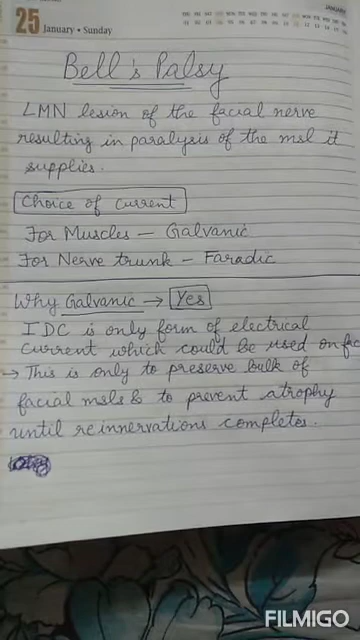 25 January • Sunday
JANUARY
Bell's Palsy
LMN lesion of the facial nerve
resulting in paralysis of the msl it
supplies.
Choice of current
For Muscles — Galvanic
For Nerve trunk – Faradic
Why Galvanic → Yes
IDC is only form of electrical
current which could be used on fac
→ This is only to preserve bulk of
facial msls & to prevent atrophy
until reinnervations completes.
FILMIGO